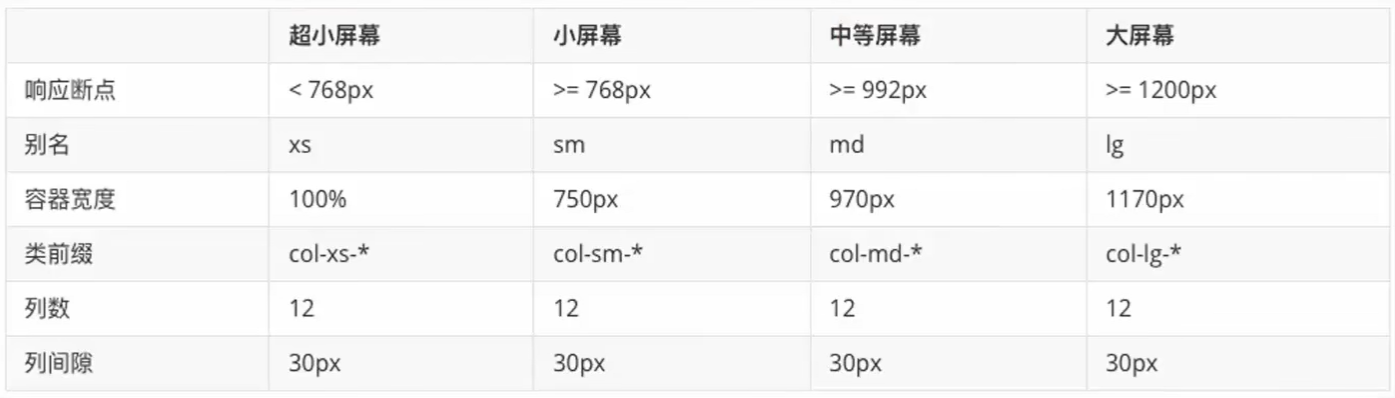 超小屏幕 小屏幕 中等屏幕 大屏幕
响应断点 < 768px >= 768px >= 992px >= 1200px
别名 xs sm md lg
容器宽度 100% 750px 970px 1170px
类前缀 col-xs-* col-sm-* col-md-* col-lg-*
列数 12 12 12 12
列间隙 30px 30px 30px 30px